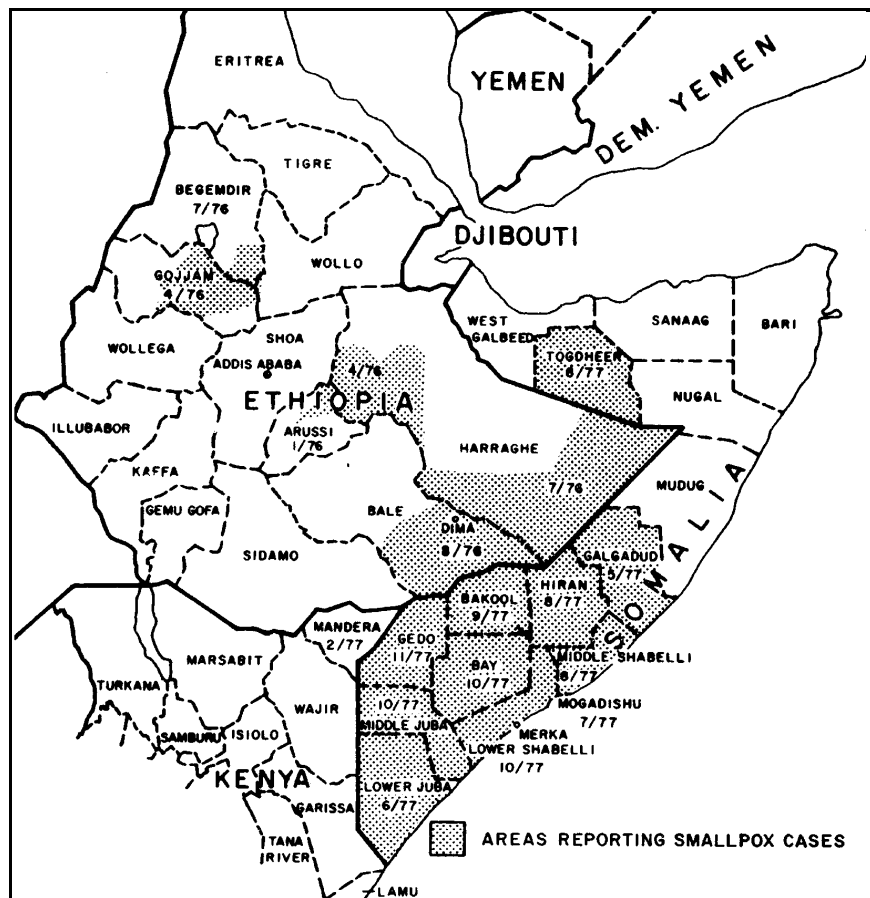 ERITREA
YEMEN
DEM. YEMEN
TIGRE
BEGEMDIR
7/76
DJIBOUTI
WOLLO
GOJJAM
4/76
WEST
GALBEED
SANAAG
BARI
SHOA
WOLLEGA
TOGDHEER
6/77
ADDIS ABABA
4/76
NUGAL
ETHIOPIA
ILLUBABOR
ARUSSI
1/76
HARRAGHE
KAFFA
MUDUG
SOMALIA
7/76
GEMU GOFA
BALE
DIMA
8/76
SIDAMO
GALGADUD
5/77
BAKOOL
9/77
HIRAN
8/77
MANDERA
2/77
GEDO
11/77
MARSABIT
BAY
10/77
MIDDLE SHABELLI
8/77
TURKANA
WAJIR
10/77
MIDDLE JUBA
MOGADISHU
7/77
SAMBURU
ISIOLO
MERKA
LOWER SHABELLI
10/77
KENYA
LOWER JUBA
6/77
GARISSA
TANA
RIVER
AREAS REPORTING SMALLPOX CASES
LAMU